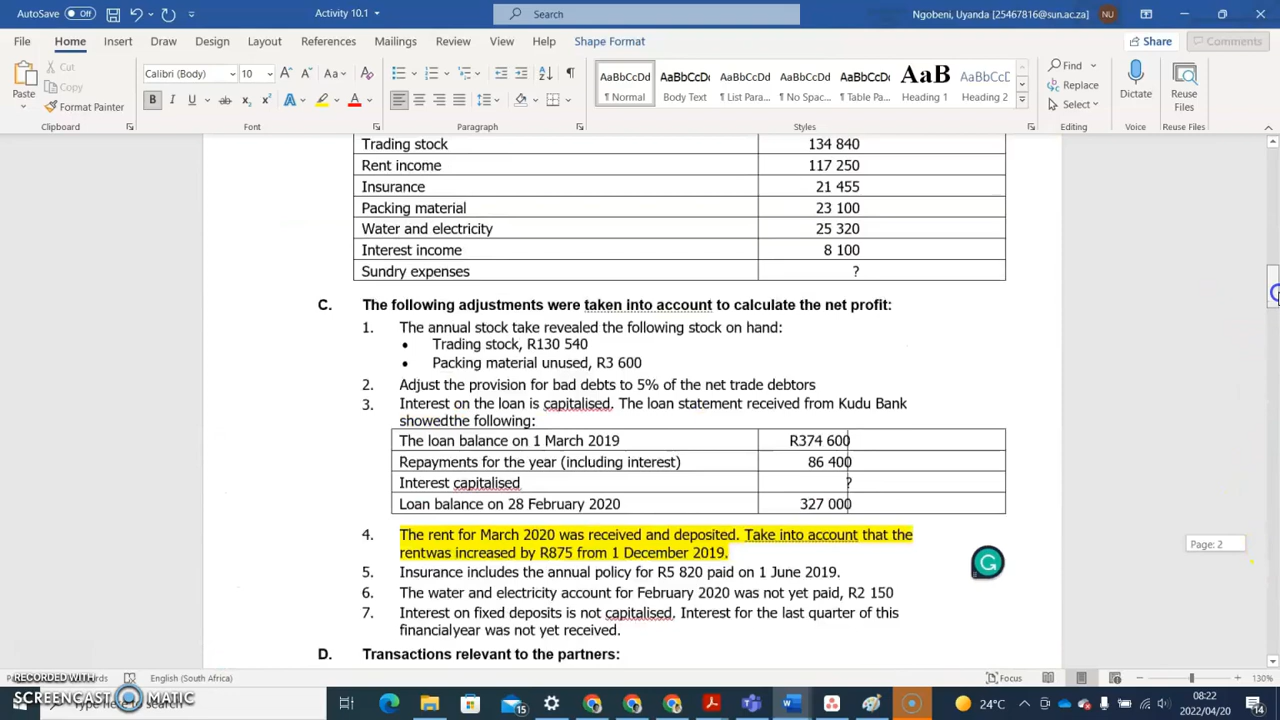 AutoSave Off Activity 10.1 Search Ngobeni, Uyanda (25467816@sun.ac.za) NU
File Home Insert Draw Design Layout References Mailings Review View Help Shape Format Share Comments
Paste Cut Copy Format Painter
Calibri (Body) 10
AaBbCcDd AaBbCcDc AaBbCcDd AaBbCcDd AaBbCcDd AaB AaBbCcDd
¶ Normal Body Text ¶ List Para... ¶ No Spac... ¶ Table Pa... Heading 1 Heading 2
Find Replace Select
Dictate Reuse Files
Clipboard Font Paragraph Styles Editing Voice Reuse Files
Trading stock 134 840
Rent income 117 250
Insurance 21 455
Packing material 23 100
Water and electricity 25 320
Interest income 8 100
Sundry expenses ?
C. The following adjustments were taken into account to calculate the net profit:
1. The annual stock take revealed the following stock on hand:
• Trading stock, R130 540
• Packing material unused, R3 600
2. Adjust the provision for bad debts to 5% of the net trade debtors
3. Interest on the loan is capitalised. The loan statement received from Kudu Bank
showedthe following:
The loan balance on 1 March 2019 R374 600
Repayments for the year (including interest) 86 400
Interest capitalised ?
Loan balance on 28 February 2020 327 000
4. The rent for March 2020 was received and deposited. Take into account that the
rentwas increased by R875 from 1 December 2019.
Page: 2
5. Insurance includes the annual policy for R5 820 paid on 1 June 2019.
6. The water and electricity account for February 2020 was not yet paid, R2 150
7. Interest on fixed deposits is not capitalised. Interest for the last quarter of this
financialyear was not yet received.
D. Transactions relevant to the partners:
RECORDED WITH
SCREENCAST MATIC
English (South Africa) Focus 130%
15 24°C 08:22
2022/04/20 14